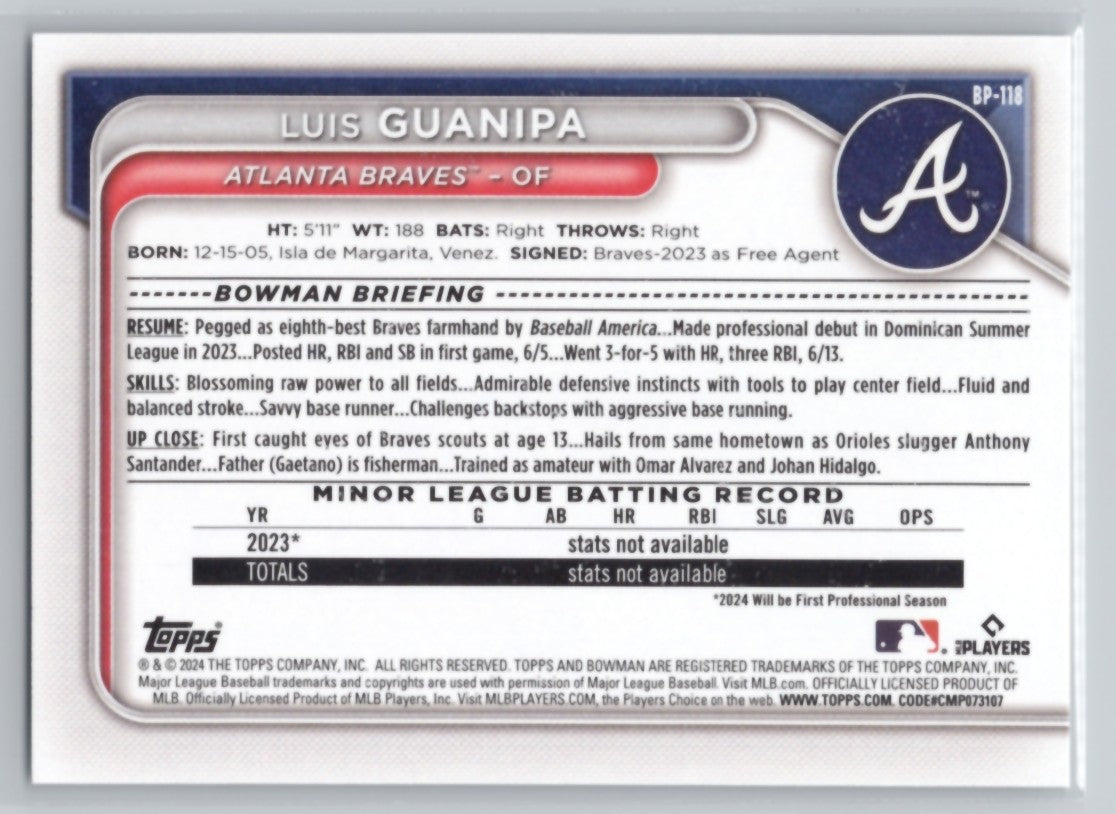 BP-118
LUIS GUANIPA
ATLANTA BRAVES™ - OF
A™
HT: 5'11" WT: 188 BATS: Right THROWS: Right
BORN: 12-15-05, Isla de Margarita, Venez. SIGNED: Braves-2023 as Free Agent
BOWMAN BRIEFING
RESUME: Pegged as eighth-best Braves farmhand by Baseball America...Made professional debut in Dominican Summer
League in 2023...Posted HR, RBI and SB in first game, 6/5...Went 3-for-5 with HR, three RBI, 6/13.
SKILLS: Blossoming raw power to all fields...Admirable defensive instincts with tools to play center field...Fluid and
balanced stroke...Savvy base runner...Challenges backstops with aggressive base running.
UP CLOSE: First caught eyes of Braves scouts at age 13...Hails from same hometown as Orioles slugger Anthony
Santander...Father (Gaetano) is fisherman...Trained as amateur with Omar Alvarez and Johan Hidalgo.
MINOR LEAGUE BATTING RECORD
YR G AB HR RBI SLG AVG OPS
2023* stats not available
TOTALS stats not available
*2024 Will be First Professional Season
Topps®
MLB PLAYERS
® & © 2024 THE TOPPS COMPANY, INC. ALL RIGHTS RESERVED. TOPPS AND BOWMAN ARE REGISTERED TRADEMARKS OF THE TOPPS COMPANY, INC.
Major League Baseball trademarks and copyrights are used with permission of Major League Baseball. Visit MLB.com. OFFICIALLY LICENSED PRODUCT OF
MLB Officially Licensed Product of MLB Players, Inc. Visit MLBPLAYERS.COM, the Players Choice on the web. WWW.TOPPS.COM. CODE#CMP073107